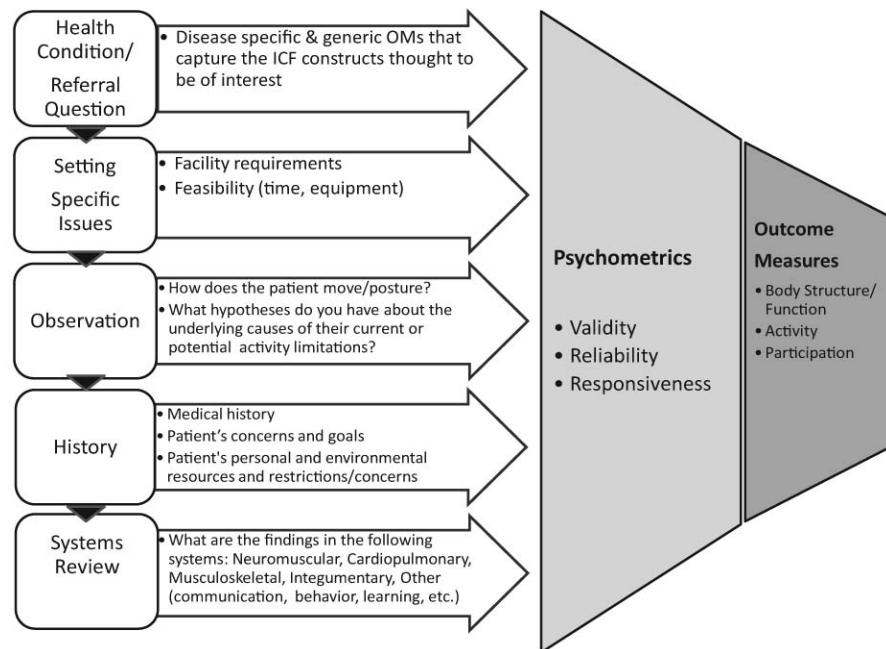 Health
Condition/
Referral
Question
• Disease specific & generic OMs that
capture the ICF constructs thought to
be of interest
Setting
Specific
Issues
• Facility requirements
• Feasibility (time, equipment)
Observation
• How does the patient move/posture?
• What hypotheses do you have about the
underlying causes of their current or
potential activity limitations?
History
• Medical history
• Patient's concerns and goals
• Patient's personal and environmental
resources and restrictions/concerns
Systems
Review
• What are the findings in the following
systems: Neuromuscular, Cardiopulmonary,
Musculoskeletal, Integumentary, Other
(communication, behavior, learning, etc.)
Psychometrics
• Validity
• Reliability
• Responsiveness
Outcome
Measures
• Body Structure/
Function
• Activity
• Participation